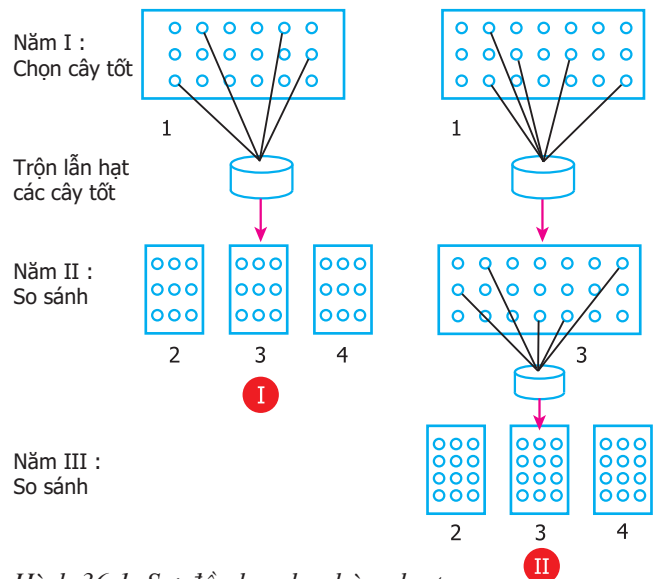 Năm I :
Chọn cây tốt
1
1
Trộn lẫn hạt
các cây tốt
Năm II :
So sánh
2
3
4
3
I
Năm III :
So sánh
2
3
4
II